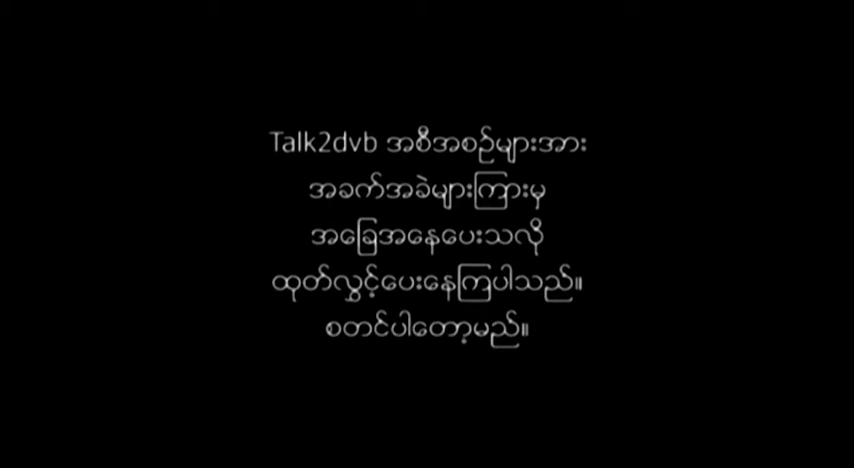 Talk2dvb အစီအစဉ်များအား
အခက်အခဲများကြားမှ
အခြေအနေပေးသလို
ထုတ်လွှင့်ပေးနေကြပါသည်။
စတင်ပါတော့မည်။